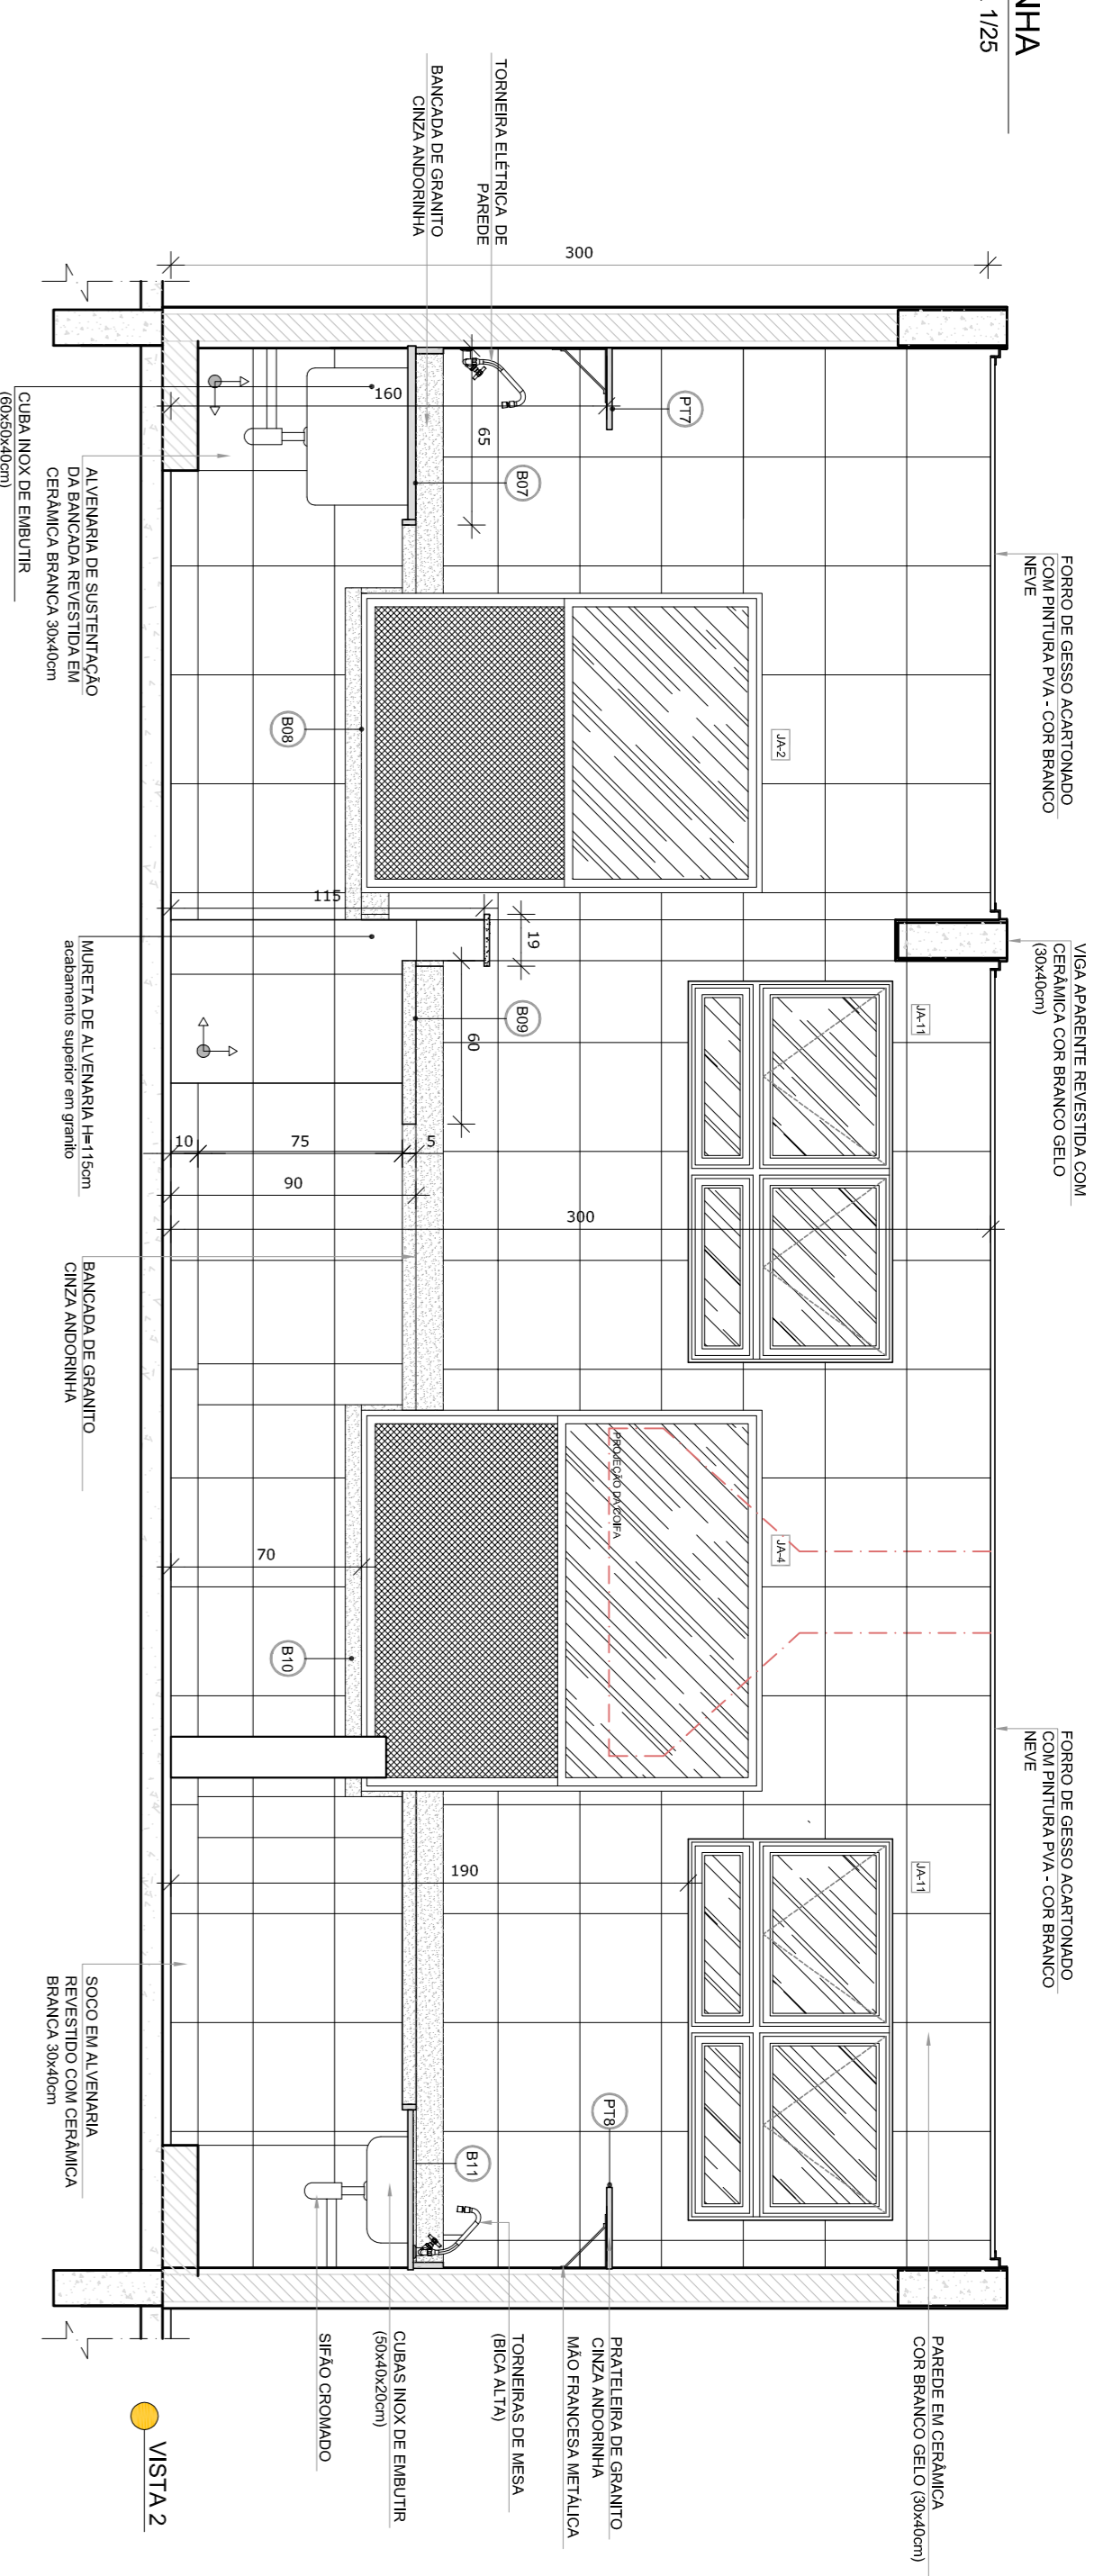 NHA
1/25
FORRO DE GESSO ACARTONADO
COM PINTURA PVA - COR BRANCO
NEVE
VIGA APARENTE REVESTIDA COM
CERÂMICA COR BRANCO GELO
(30x40cm)
FORRO DE GESSO ACARTONADO
COM PINTURA PVA - COR BRANCO
NEVE
PAREDE EM CERÂMICA
COR BRANCO GELO (30x40cm)
TORNEIRA ELÉTRICA DE
PAREDE
BANCADA DE GRANITO
CINZA ANDORINHA
300
PT7
160
65
B07
JA-2
B08
115
19
B09
60
JA-11
10
75
5
90
300
JA-4
PROJEÇÃO DA COIFA
70
B10
JA-11
190
PT8
B11
PRATELEIRA DE GRANITO
CINZA ANDORINHA
MÃO FRANCESA METÁLICA
TORNEIRAS DE MESA
(BICA ALTA)
CUBAS INOX DE EMBUTIR
(50x40x20cm)
SIFÃO CROMADO
CUBA INOX DE EMBUTIR
(60x50x40cm)
ALVENARIA DE SUSTENTAÇÃO
DA BANCADA REVESTIDA EM
CERÂMICA BRANCA 30x40cm
MURETA DE ALVENARIA H=115cm
acabamento superior em granito
BANCADA DE GRANITO
CINZA ANDORINHA
SOCO EM ALVENARIA
REVESTIDO COM CERÂMICA
BRANCA 30x40cm
VISTA 2